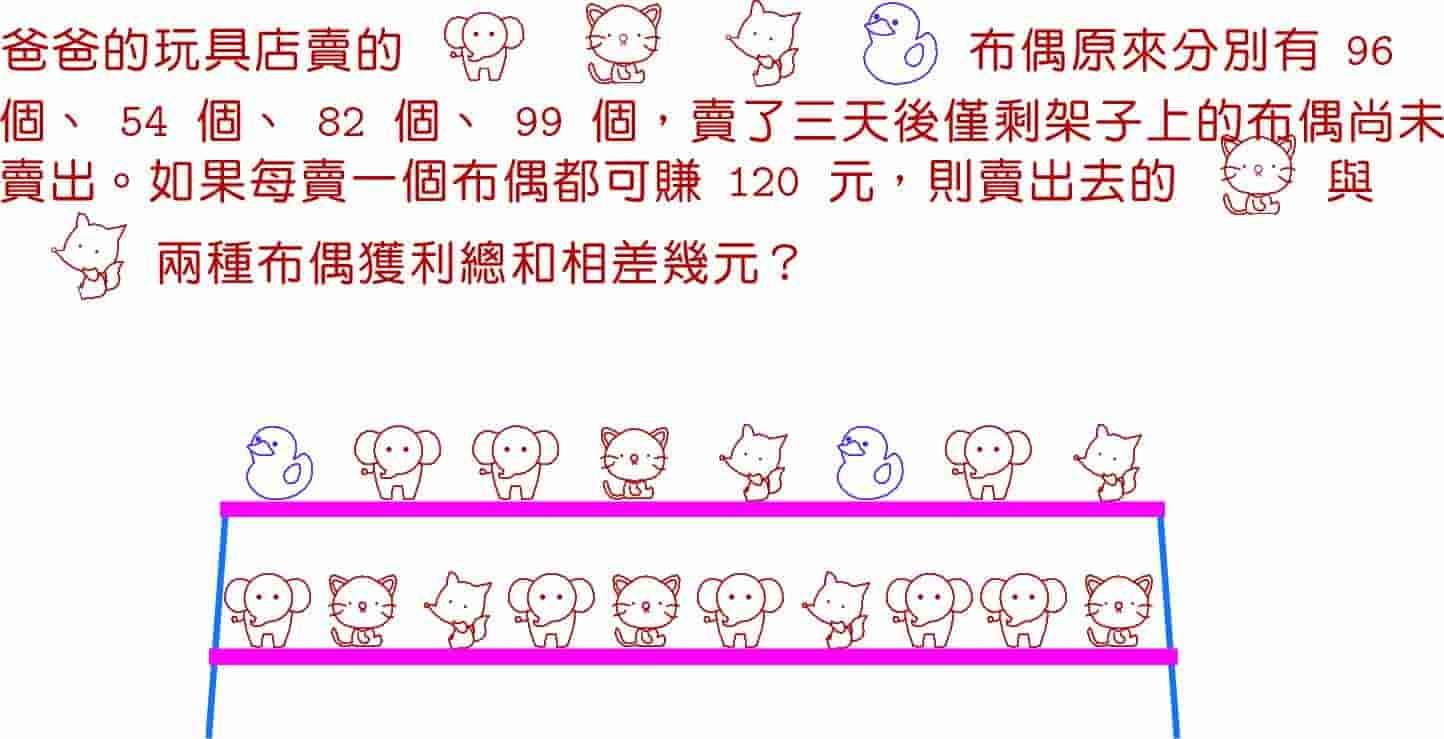 爸爸的玩具店賣的 布偶原來分別有 96
個、 54 個、 82 個、 99 個，賣了三天後僅剩架子上的布偶尚未
賣出。如果每賣一個布偶都可賺 120 元，則賣出去的 與
兩種布偶獲利總和相差幾元？